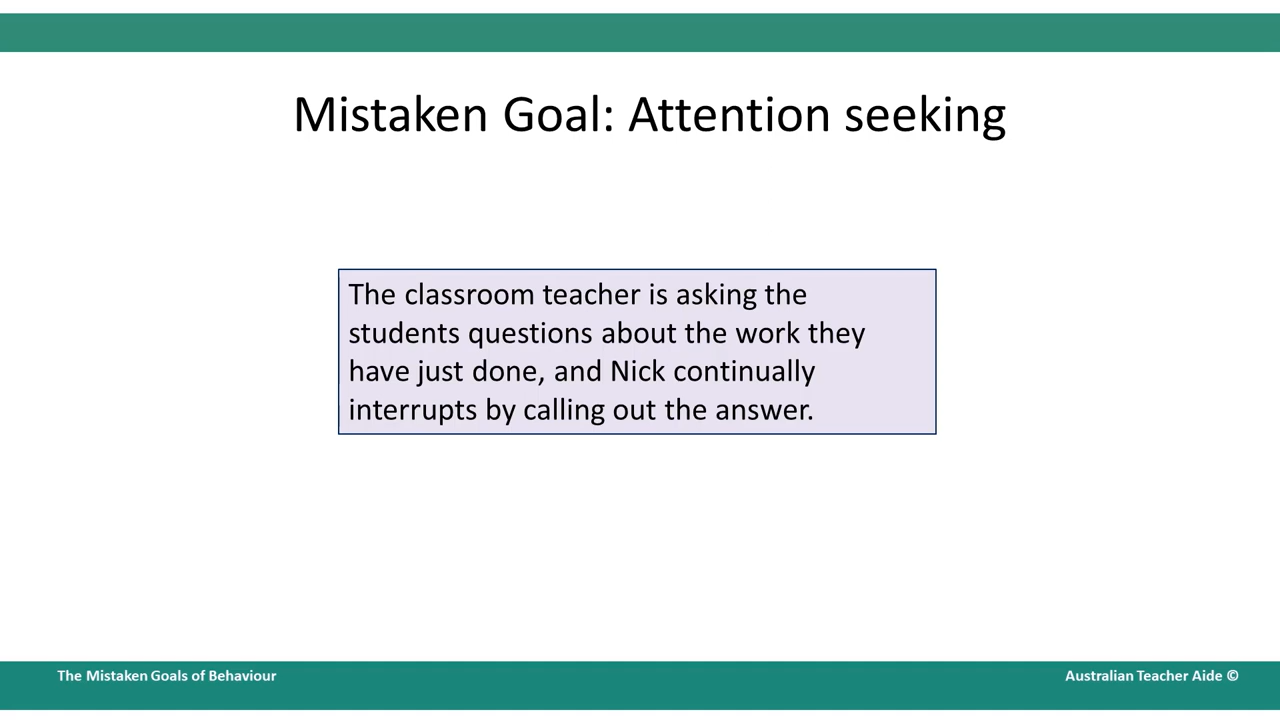 Mistaken Goal: Attention seeking
The classroom teacher is asking the
students questions about the work they
have just done, and Nick continually
interrupts by calling out the answer.
The Mistaken Goals of Behaviour
Australian Teacher Aide ©